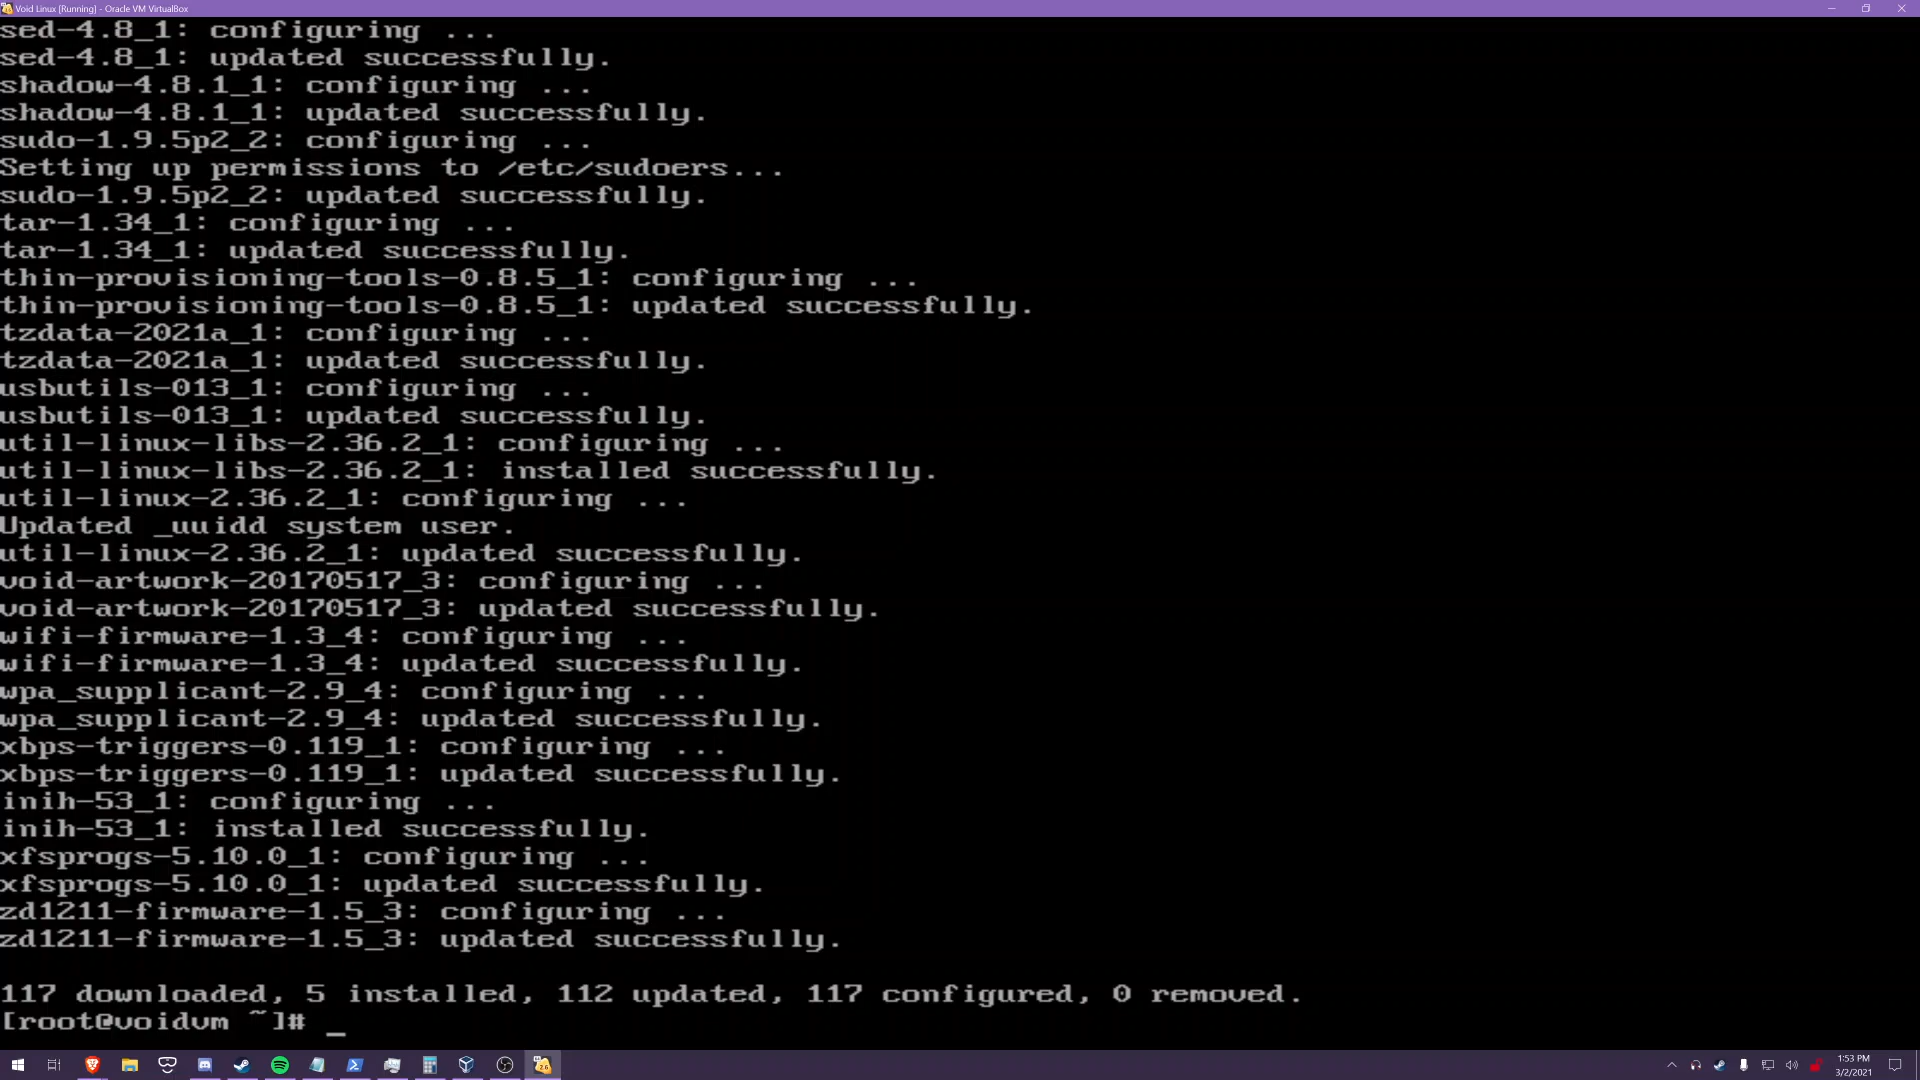 Void Linux [Running] - Oracle VM VirtualBox
sed-4.8_1: configuring ...
sed-4.8_1: updated successfully.
shadow-4.8.1_1: configuring ...
shadow-4.8.1_1: updated successfully.
sudo-1.9.5p2_2: configuring ...
Setting up permissions to /etc/sudoers...
sudo-1.9.5p2_2: updated successfully.
tar-1.34_1: configuring ...
tar-1.34_1: updated successfully.
thin-provisioning-tools-0.8.5_1: configuring ...
thin-provisioning-tools-0.8.5_1: updated successfully.
tzdata-2021a_1: configuring ...
tzdata-2021a_1: updated successfully.
usbutils-013_1: configuring ...
usbutils-013_1: updated successfully.
util-linux-libs-2.36.2_1: configuring ...
util-linux-libs-2.36.2_1: installed successfully.
util-linux-2.36.2_1: configuring ...
Updated _uuidd system user.
util-linux-2.36.2_1: updated successfully.
void-artwork-20170517_3: configuring ...
void-artwork-20170517_3: updated successfully.
wifi-firmware-1.3_4: configuring ...
wifi-firmware-1.3_4: updated successfully.
wpa_supplicant-2.9_4: configuring ...
wpa_supplicant-2.9_4: updated successfully.
xbps-triggers-0.119_1: configuring ...
xbps-triggers-0.119_1: updated successfully.
inih-53_1: configuring ...
inih-53_1: installed successfully.
xfsprogs-5.10.0_1: configuring ...
xfsprogs-5.10.0_1: updated successfully.
zd1211-firmware-1.5_3: configuring ...
zd1211-firmware-1.5_3: updated successfully.
117 downloaded, 5 installed, 112 updated, 117 configured, 0 removed.
[root@voidvm ~]# _
1:53 PM
3/2/2021